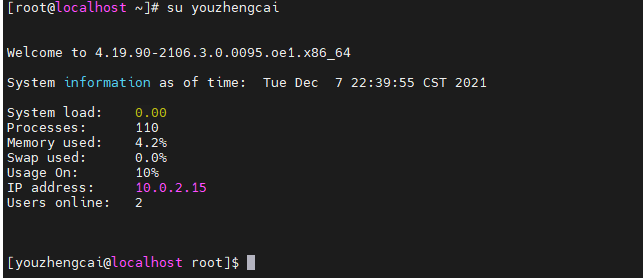 [root@localhost ~]# su youzhengcai
Welcome to 4.19.90-2106.3.0.0095.oe1.x86_64
System information as of time:  Tue Dec  7 22:39:55 CST 2021
System load:    0.00
Processes:      110
Memory used:    4.2%
Swap used:      0.0%
Usage On:       10%
IP address:     10.0.2.15
Users online:   2
[youzhengcai@localhost root]$